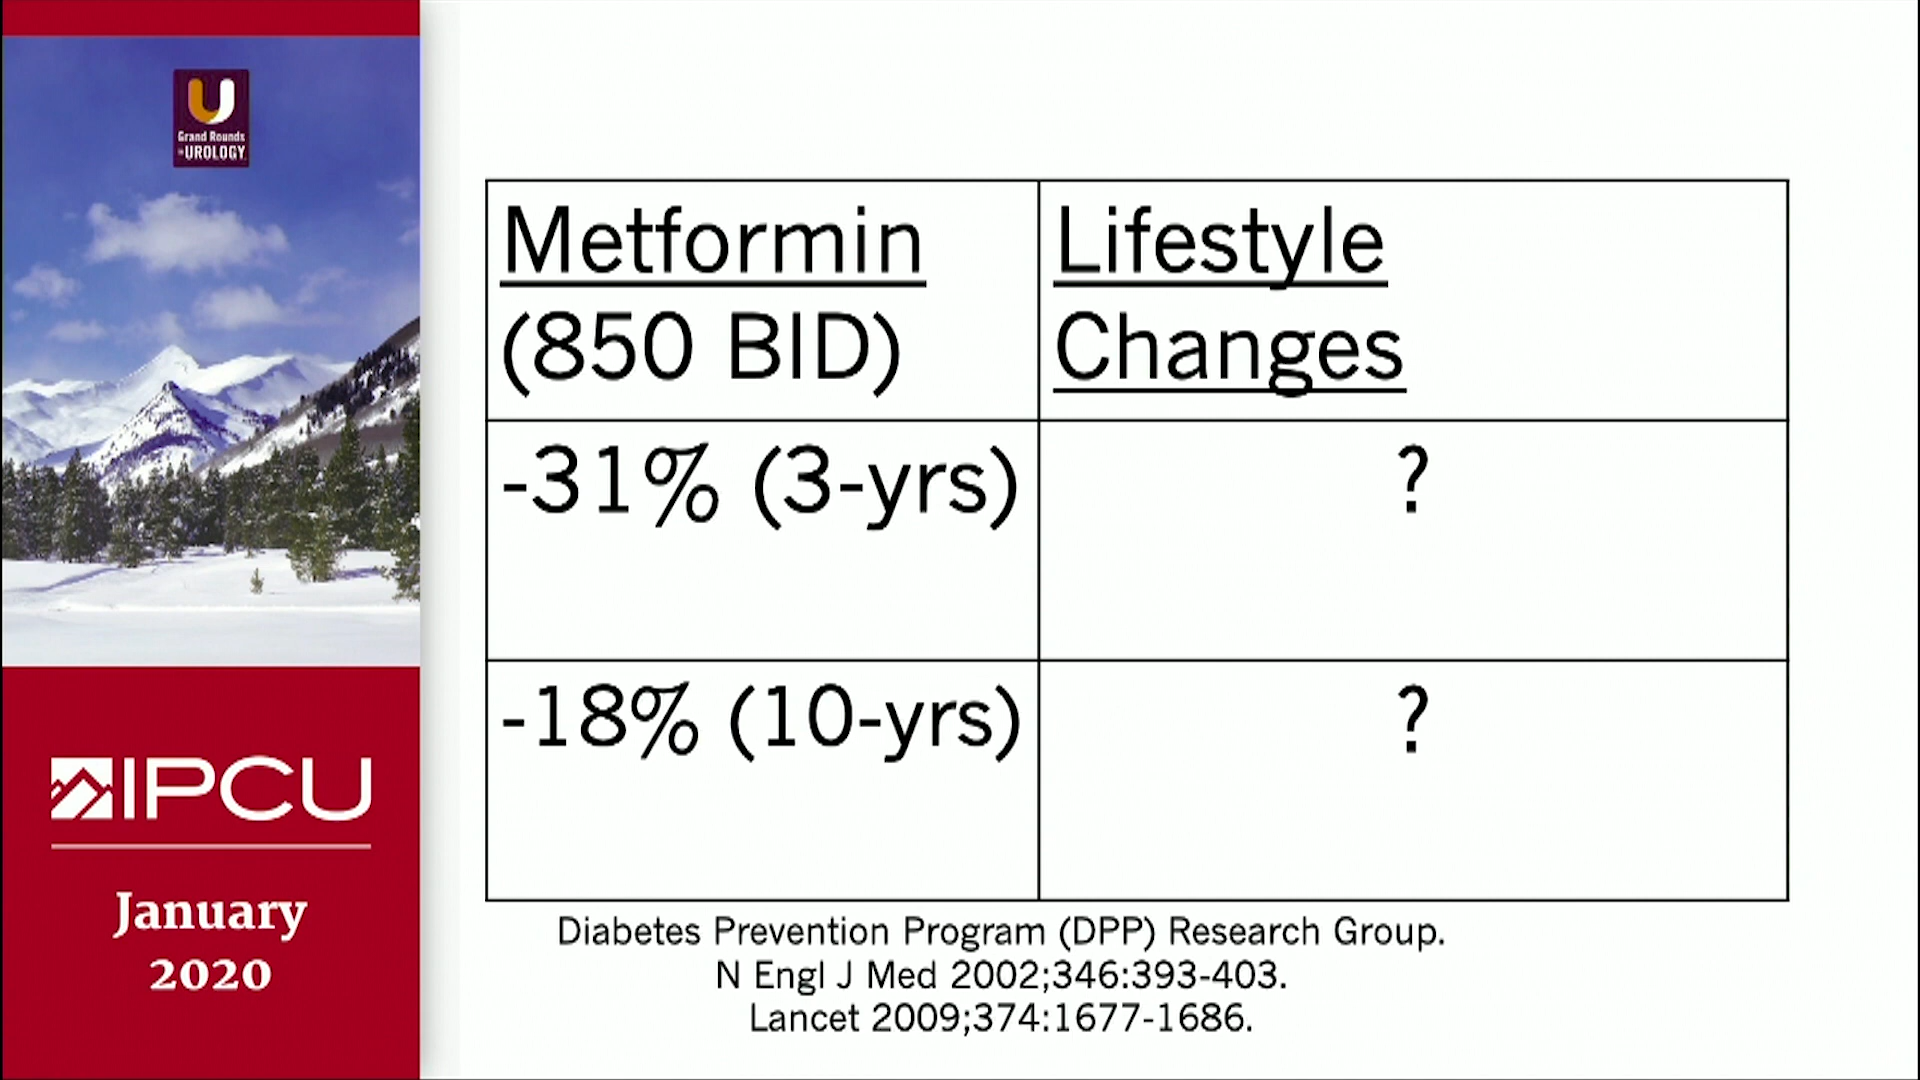 U
Grand Rounds
in UROLOGY
IPCU
January
2020
Metformin
(850 BID)
Lifestyle
Changes
-31% (3-yrs)
?
-18% (10-yrs)
?
Diabetes Prevention Program (DPP) Research Group.
N Engl J Med 2002;346:393-403.
Lancet 2009;374:1677-1686.